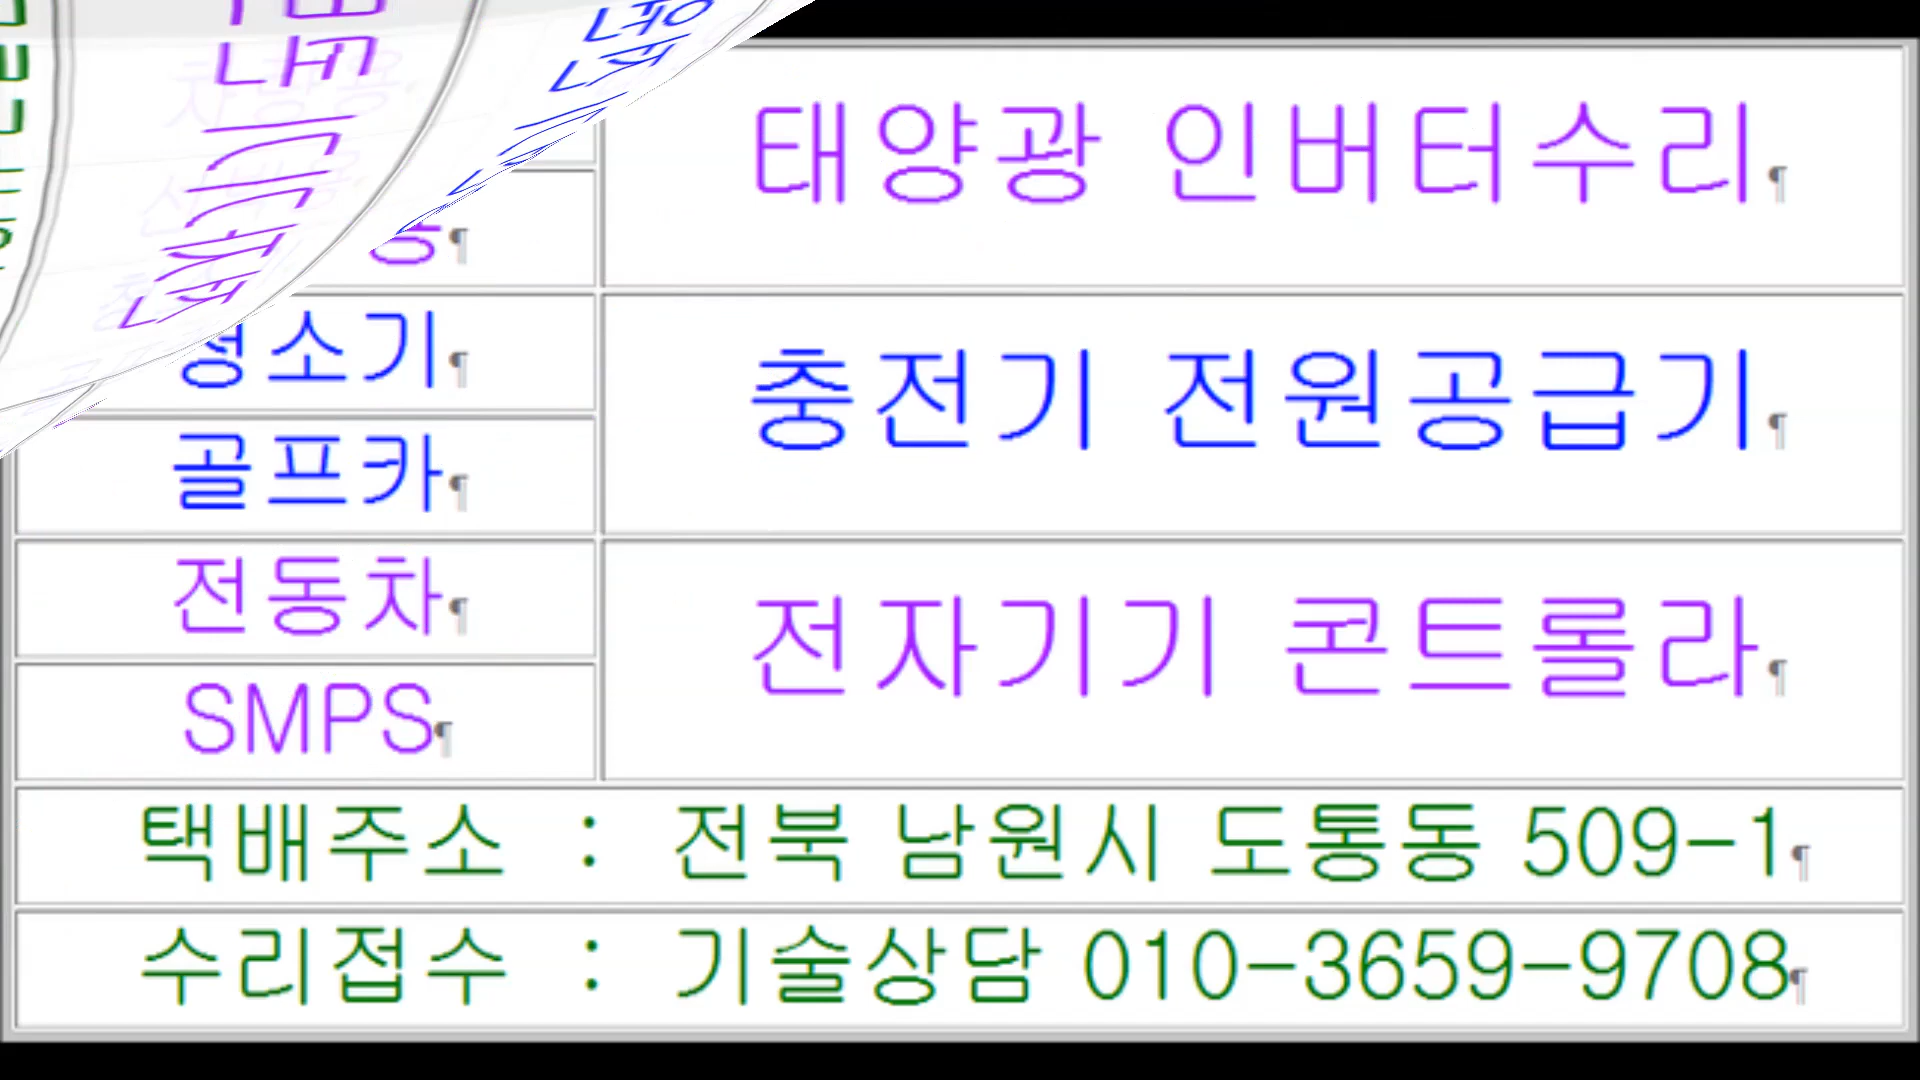 태양광 인버터수리
청소기
골프카
충전기 전원공급기
전동차
SMPS
전자기기 콘트롤라
택배주소 : 전북 남원시 도통동 509-1
수리접수 : 기술상담 010-3659-9708